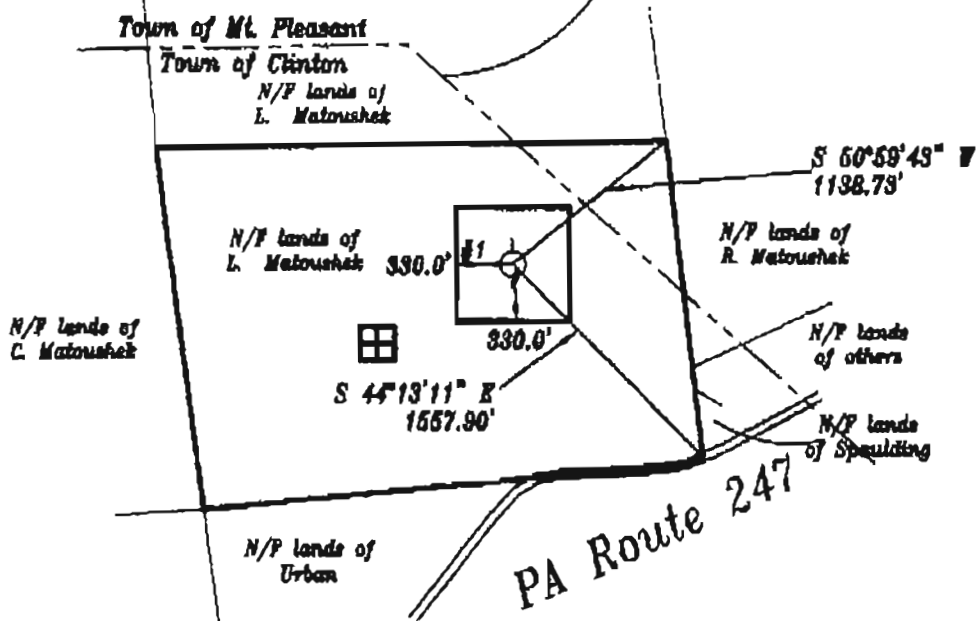 Town of Mt. Pleasant
Town of Clinton
N/F lands of
L. Matoushek
S 50°59'43" W
1138.73'
N/F lands of
L. Matoushek
#1
330.0'
330.0'
N/F lands of
R. Matoushek
N/F lands of
C. Matoushek
N/F lands
of others
S 44°13'11" E
1557.90'
N/F lands
of Spaulding
PA Route 247
N/F lands of
Urban